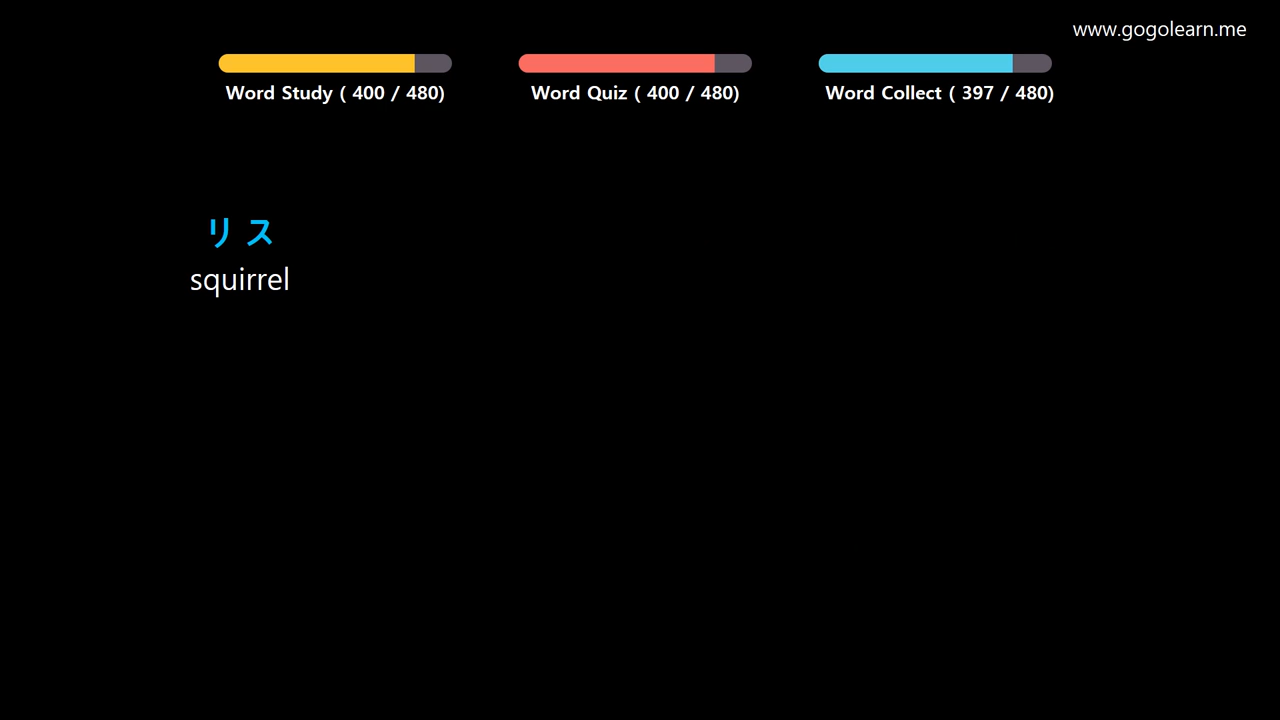 www.gogolearn.me
Word Study ( 400 / 480)
Word Quiz ( 400 / 480)
Word Collect ( 397 / 480)
リス
squirrel